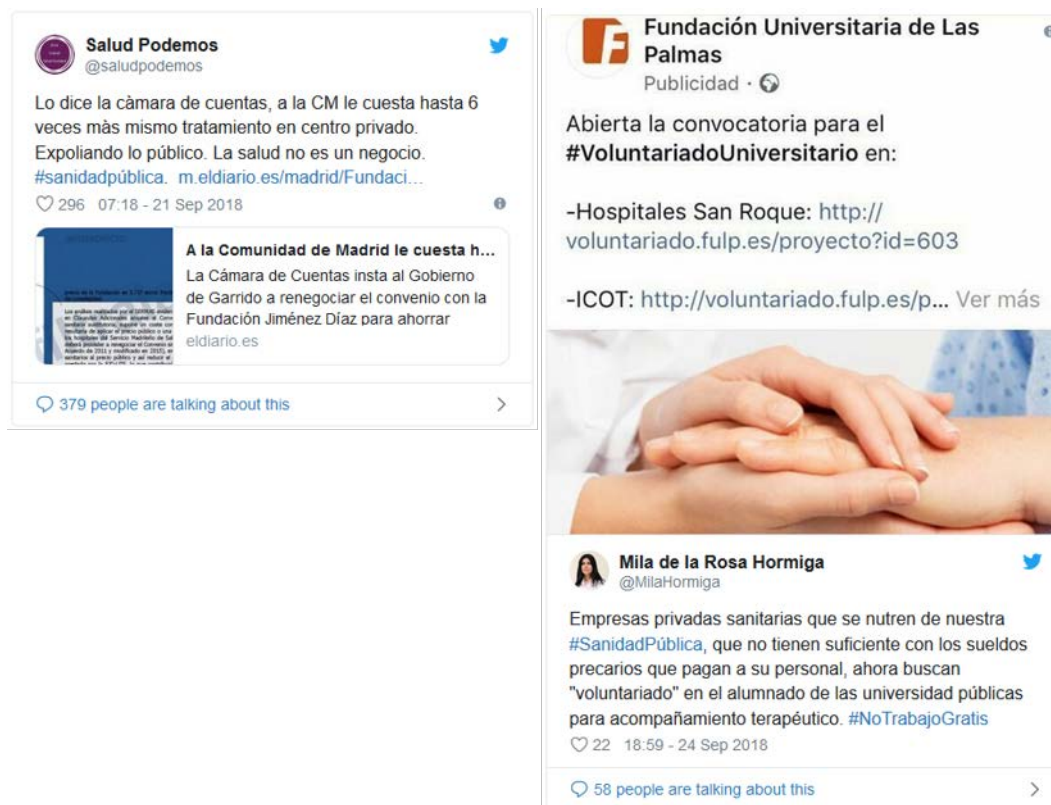 Salud Podemos
@saludpodemos
Lo dice la càmara de cuentas, a la CM le cuesta hasta 6
veces màs mismo tratamiento en centro privado.
Expoliando lo público. La salud no es un negocio.
#sanidadpública. m.eldiario.es/madrid/Fundaci…
296 07:18 - 21 Sep 2018
A la Comunidad de Madrid le cuesta h...
La Cámara de Cuentas insta al Gobierno
de Garrido a renegociar el convenio con la
Fundación Jiménez Díaz para ahorrar
eldiario.es
379 people are talking about this
Fundación Universitaria de Las
Palmas
Publicidad ·
Abierta la convocatoria para el
#VoluntariadoUniversitario en:
-Hospitales San Roque: http://
voluntariado.fulp.es/proyecto?id=603
-ICOT: http://voluntariado.fulp.es/p... Ver más
Mila de la Rosa Hormiga
@MilaHormiga
Empresas privadas sanitarias que se nutren de nuestra
#SanidadPública, que no tienen suficiente con los sueldos
precarios que pagan a su personal, ahora buscan
"voluntariado" en el alumnado de las universidad públicas
para acompañamiento terapéutico. #NoTrabajoGratis
22 18:59 - 24 Sep 2018
58 people are talking about this